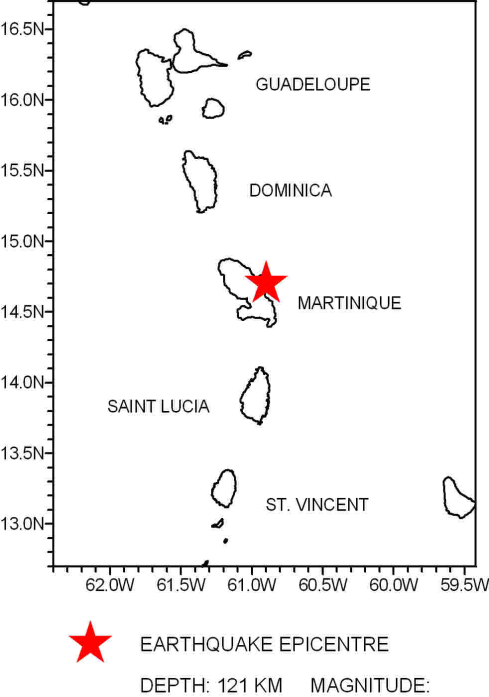 16.5N
GUADELOUPE
16.0N
15.5N
DOMINICA
15.0N
MARTINIQUE
14.5N
14.0N
SAINT LUCIA
13.5N
ST. VINCENT
13.0N
62.0W 61.5W 61.0W 60.5W 60.0W 59.5W
EARTHQUAKE EPICENTRE
DEPTH: 121 KM MAGNITUDE: